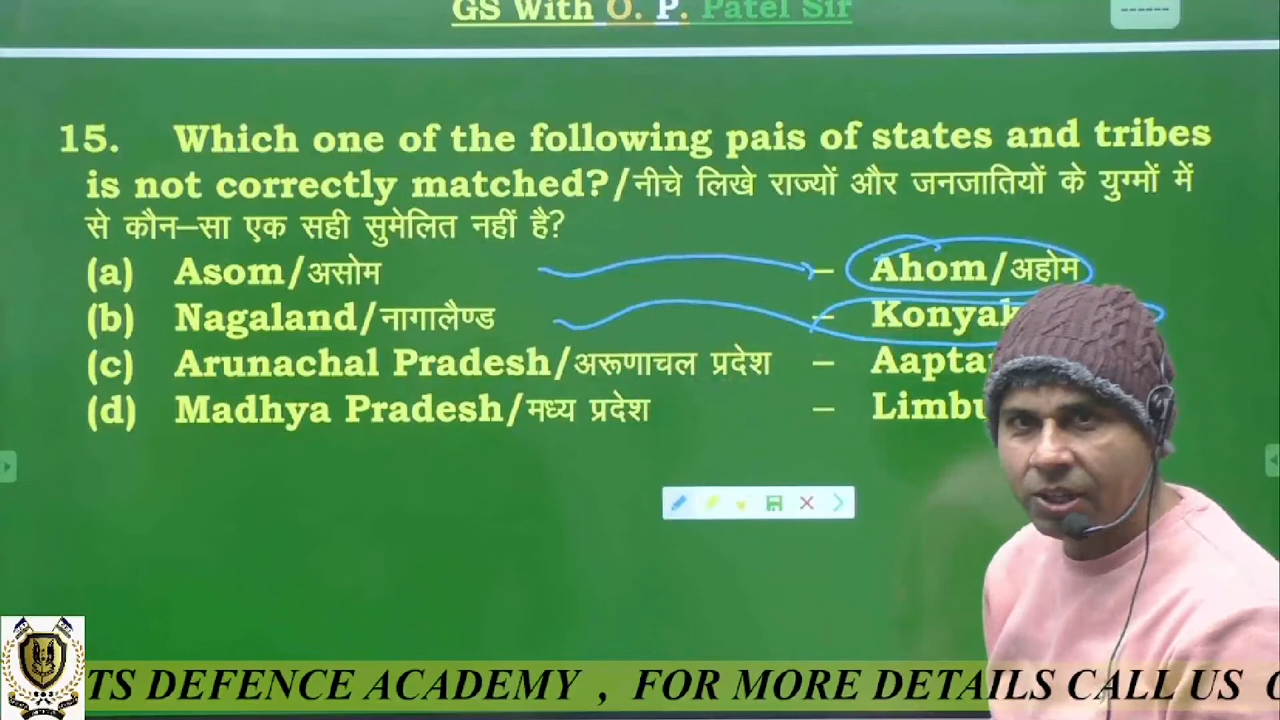 GS With O. P. Patel Sir
------
15. Which one of the following pais of states and tribes
is not correctly matched?/नीचे लिखे राज्यों और जनजातियों के युग्मों में
से कौन–सा एक सही सुमेलित नहीं है?
(a) Asom/असोम – Ahom/अहोम
(b) Nagaland/नागालैण्ड – Konyak
(c) Arunachal Pradesh/अरूणाचल प्रदेश –
(d) Madhya Pradesh/मध्य प्रदेश – Limbu
TS DEFENCE ACADEMY , FOR MORE DETAILS CALL US